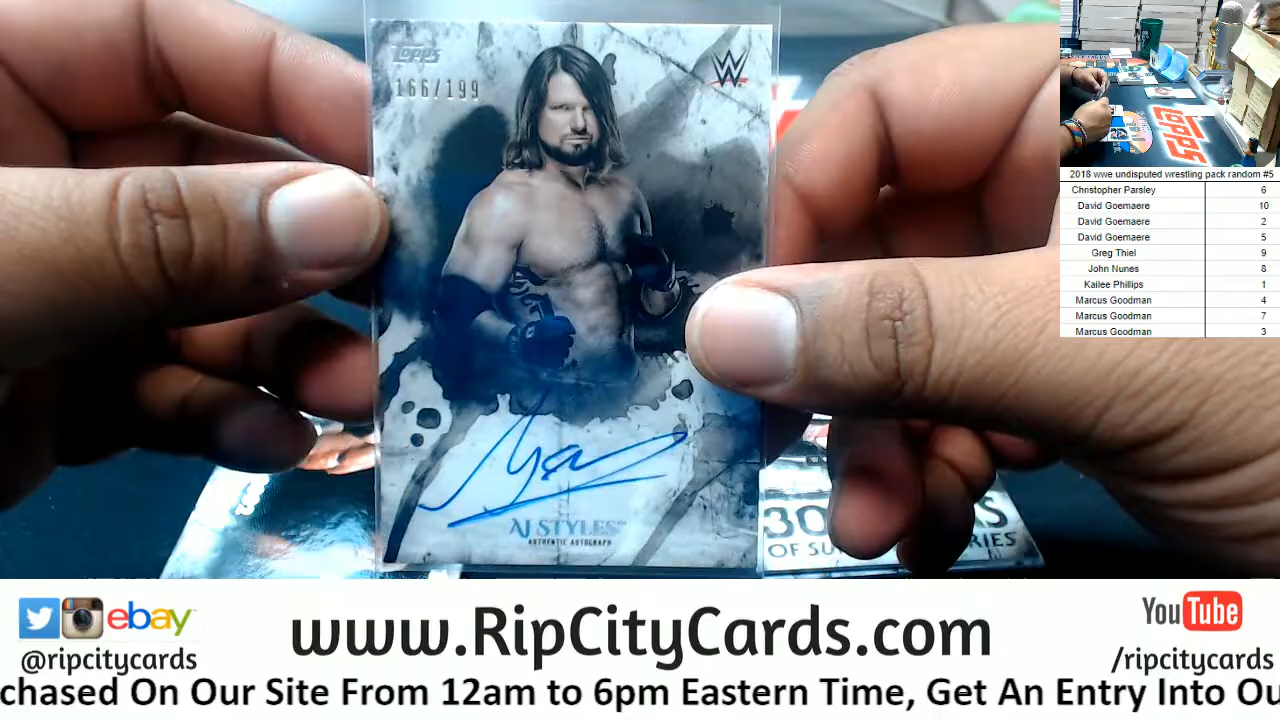 Topps
166/199
W
AJ STYLES™
AUTHENTIC AUTOGRAPH
30
OF SU
RIES
TOPPS
2018 wwe undisputed wrestling pack random #5
Christopher Parsley 6
David Goemaere 10
David Goemaere 2
David Goemaere 5
Greg Thiel 9
John Nunes 8
Kailee Phillips 1
Marcus Goodman 4
Marcus Goodman 7
Marcus Goodman 3
ebay
@ripcitycards
www.RipCityCards.com
YouTube
/ripcitycards
chased On Our Site From 12am to 6pm Eastern Time, Get An Entry Into Ou